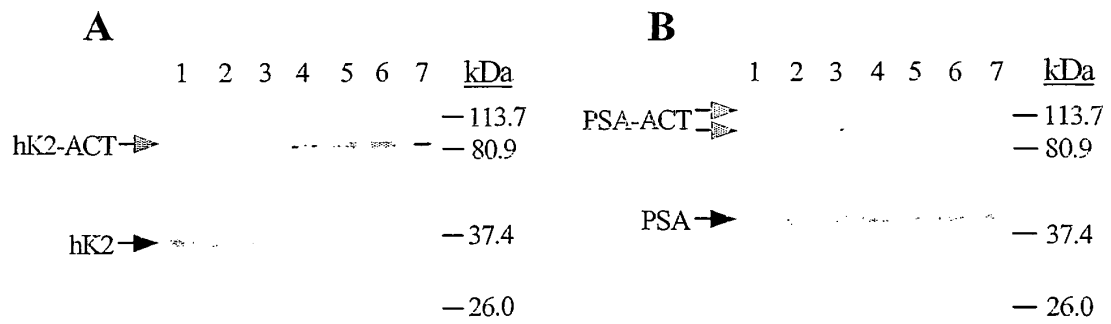 A
1 2 3 4 5 6 7 kDa
113.7
hK2-ACT
80.9
hK2
37.4
26.0
B
1 2 3 4 5 6 7 kDa
PSA-ACT
113.7
80.9
PSA
37.4
26.0